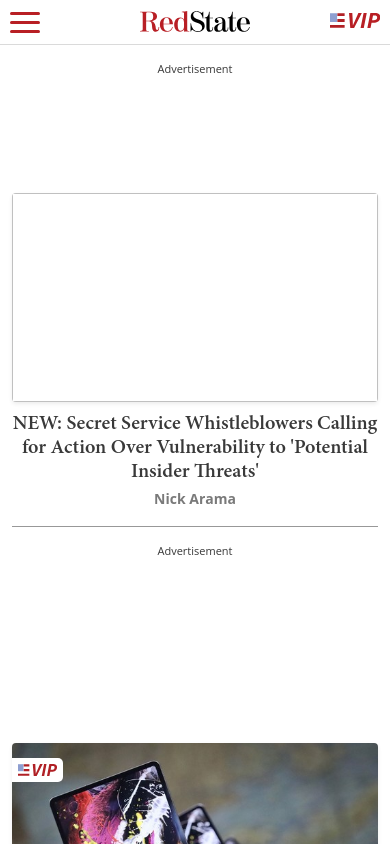 RedState
VIP
Advertisement
NEW: Secret Service Whistleblowers Calling
for Action Over Vulnerability to 'Potential
Insider Threats'
Nick Arama
Advertisement
VIP